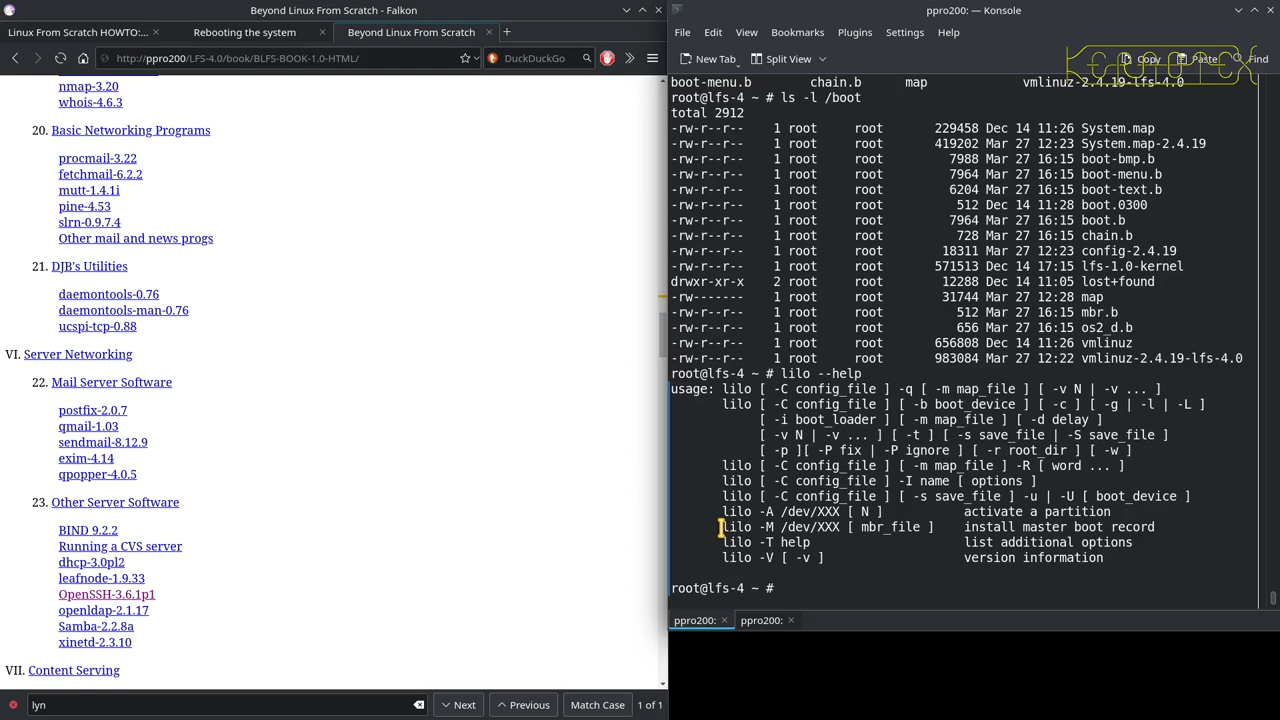 Beyond Linux From Scratch - Falkon
Linux From Scratch HOWTO:...
Rebooting the system
Beyond Linux From Scratch
http://ppro200/LFS-4.0/book/BLFS-BOOK-1.0-HTML/
DuckDuckGo
nmap-3.20
whois-4.6.3
20. Basic Networking Programs
procmail-3.22
fetchmail-6.2.2
mutt-1.4.1i
pine-4.53
slrn-0.9.7.4
Other mail and news progs
21. DJB's Utilities
daemontools-0.76
daemontools-man-0.76
ucspi-tcp-0.88
VI. Server Networking
22. Mail Server Software
postfix-2.0.7
qmail-1.03
sendmail-8.12.9
exim-4.14
qpopper-4.0.5
23. Other Server Software
BIND 9.2.2
Running a CVS server
dhcp-3.0pl2
leafnode-1.9.33
OpenSSH-3.6.1p1
openldap-2.1.17
Samba-2.2.8a
xinetd-2.3.10
VII. Content Serving
lyn
Next
Previous
Match Case
1 of 1
ppro200: — Konsole
File Edit View Bookmarks Plugins Settings Help
New Tab Split View Copy Paste Find
boot-menu.b chain.b map vmlinuz-2.4.19-lfs-4.0
root@lfs-4 ~ # ls -l /boot
total 2912
-rw-r--r-- 1 root root 229458 Dec 14 11:26 System.map
-rw-r--r-- 1 root root 419202 Mar 27 12:23 System.map-2.4.19
-rw-r--r-- 1 root root 7988 Mar 27 16:15 boot-bmp.b
-rw-r--r-- 1 root root 7964 Mar 27 16:15 boot-menu.b
-rw-r--r-- 1 root root 6204 Mar 27 16:15 boot-text.b
-rw-r--r-- 1 root root 512 Dec 14 11:28 boot.0300
-rw-r--r-- 1 root root 7964 Mar 27 16:15 boot.b
-rw-r--r-- 1 root root 728 Mar 27 16:15 chain.b
-rw-r--r-- 1 root root 18311 Mar 27 12:23 config-2.4.19
-rw-r--r-- 1 root root 571513 Dec 14 17:15 lfs-1.0-kernel
drwxr-xr-x 2 root root 12288 Dec 14 11:05 lost+found
-rw------- 1 root root 31744 Mar 27 12:28 map
-rw-r--r-- 1 root root 512 Mar 27 16:15 mbr.b
-rw-r--r-- 1 root root 656 Mar 27 16:15 os2_d.b
-rw-r--r-- 1 root root 656808 Dec 14 11:26 vmlinuz
-rw-r--r-- 1 root root 983084 Mar 27 12:22 vmlinuz-2.4.19-lfs-4.0
root@lfs-4 ~ # lilo --help
usage: lilo [ -C config_file ] -q [ -m map_file ] [ -v N | -v ... ]
lilo [ -C config_file ] [ -b boot_device ] [ -c ] [ -g | -l | -L ]
[ -i boot_loader ] [ -m map_file ] [ -d delay ]
[ -v N | -v ... ] [ -t ] [ -s save_file | -S save_file ]
[ -p ][ -P fix | -P ignore ] [ -r root_dir ] [ -w ]
lilo [ -C config_file ] [ -m map_file ] -R [ word ... ]
lilo [ -C config_file ] -I name [ options ]
lilo [ -C config_file ] [ -s save_file ] -u | -U [ boot_device ]
lilo -A /dev/XXX [ N ] activate a partition
lilo -M /dev/XXX [ mbr_file ] install master boot record
lilo -T help list additional options
lilo -V [ -v ] version information
root@lfs-4 ~ #
ppro200:
ppro200: